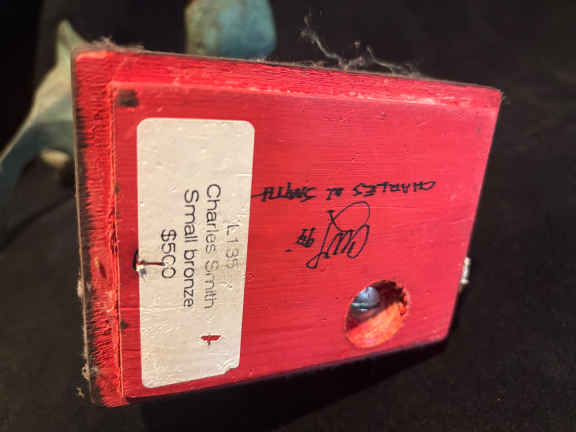 L135
Charles Smith
Small bronze
$500
CHARLES W SMITH